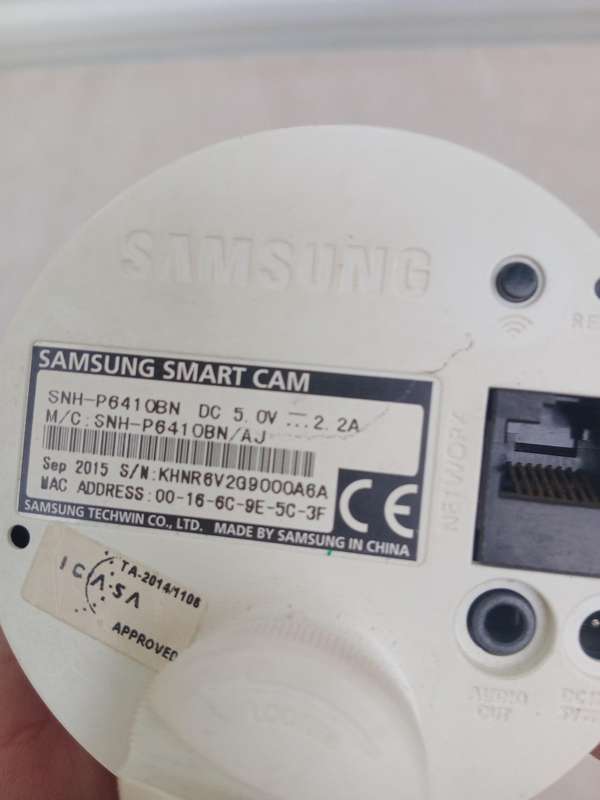 SAMSUNG
SAMSUNG SMART CAM
SNH-P6410BN DC 5.0V ⎓ 2.2A
M/C:SNH-P6410BN/AJ
Sep 2015 S/N:KHNR6V2G9000A6A
MAC ADDRESS:00-16-6C-9E-5C-3F
SAMSUNG TECHWIN CO., LTD. MADE BY SAMSUNG IN CHINA
CE
NETWORK
AUDIO
OUT
TA-2014/1106
ICASA
APPROVED